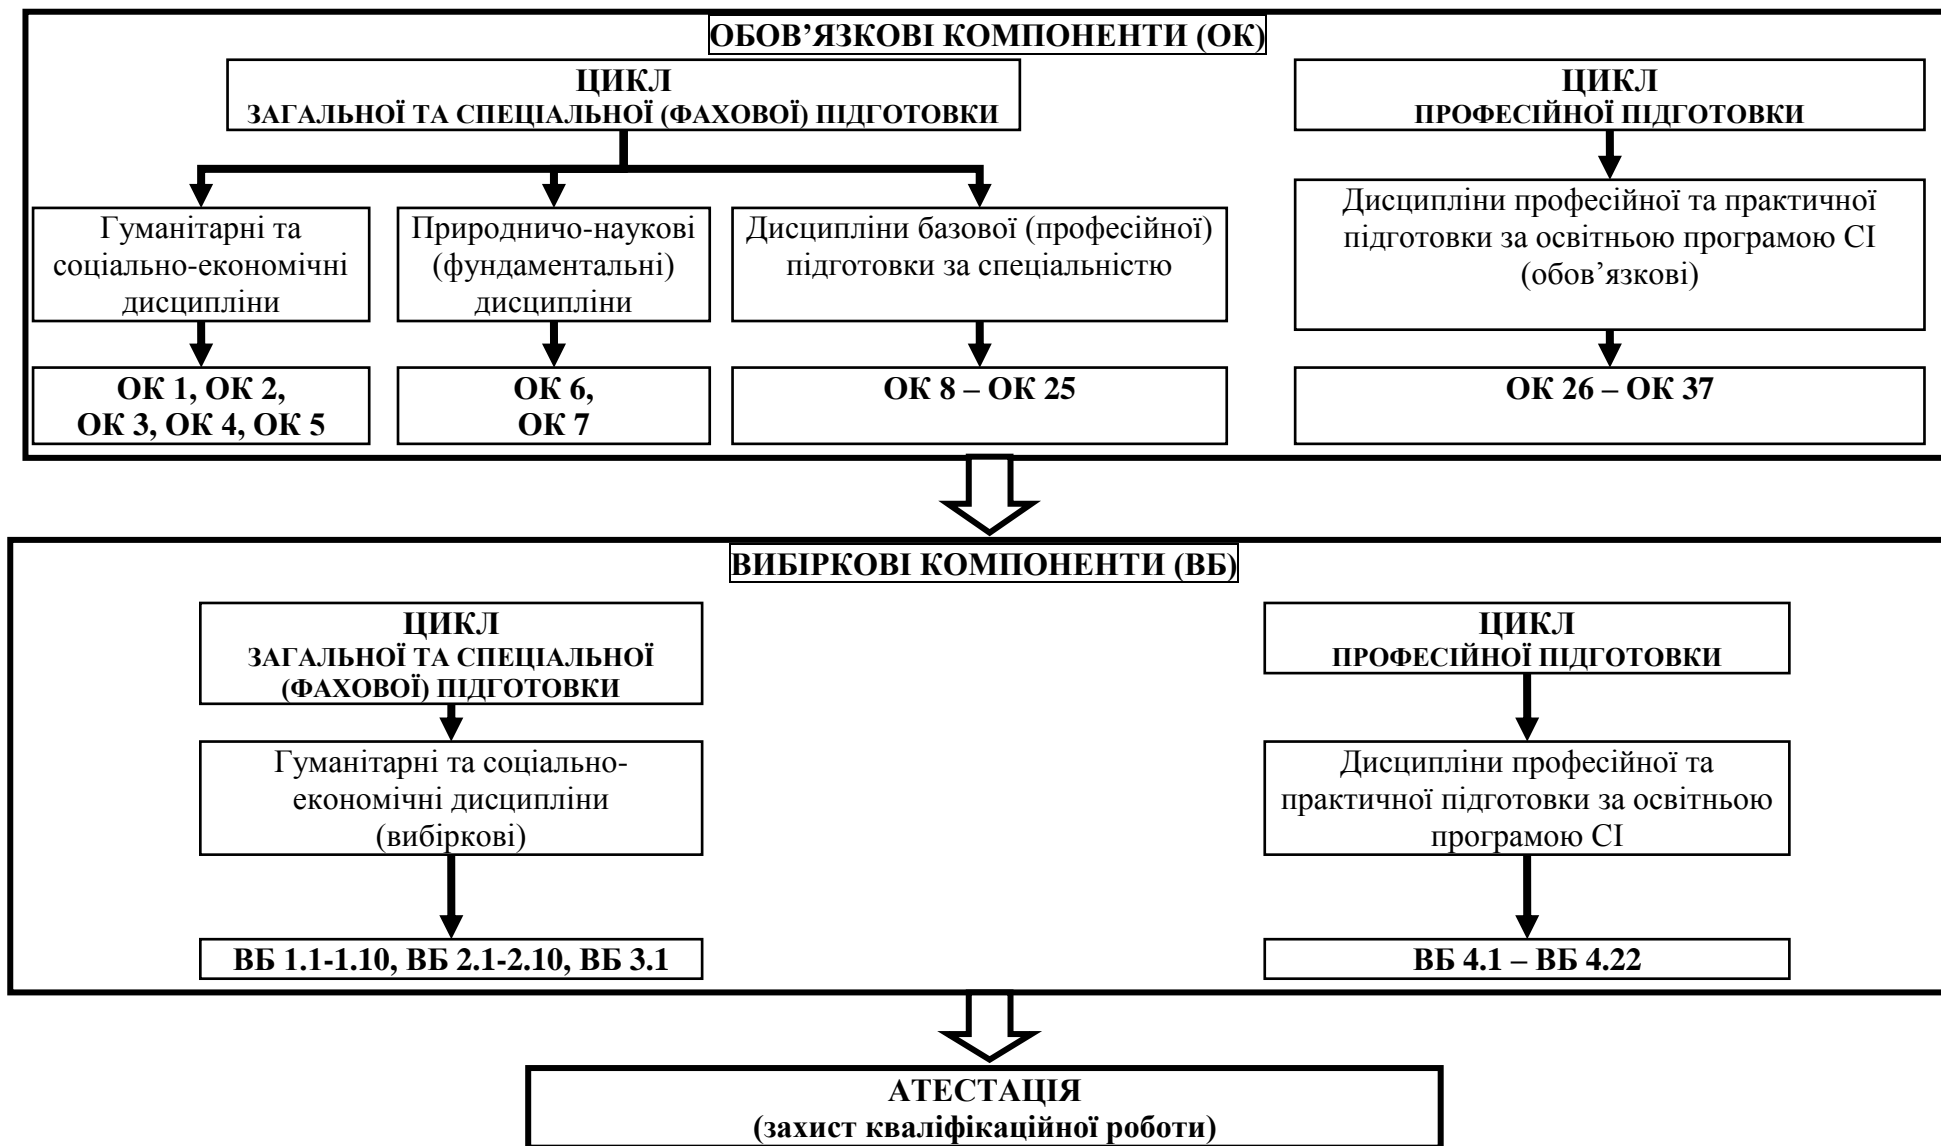 ОБОВ’ЯЗКОВІ КОМПОНЕНТИ (ОК)
ЦИКЛ
ЗАГАЛЬНОЇ ТА СПЕЦІАЛЬНОЇ (ФАХОВОЇ) ПІДГОТОВКИ
ЦИКЛ
ПРОФЕСІЙНОЇ ПІДГОТОВКИ
Гуманітарні та
соціально-економічні
дисципліни
Природничо-наукові
(фундаментальні)
дисципліни
Дисципліни базової (професійної)
підготовки за спеціальністю
Дисципліни професійної та практичної
підготовки за освітньою програмою СІ
(обов’язкові)
ОК 1, ОК 2,
ОК 3, ОК 4, ОК 5
ОК 6,
ОК 7
ОК 8 – ОК 25
ОК 26 – ОК 37
ВИБІРКОВІ КОМПОНЕНТИ (ВБ)
ЦИКЛ
ЗАГАЛЬНОЇ ТА СПЕЦІАЛЬНОЇ
(ФАХОВОЇ) ПІДГОТОВКИ
ЦИКЛ
ПРОФЕСІЙНОЇ ПІДГОТОВКИ
Гуманітарні та соціально-
економічні дисципліни
(вибіркові)
Дисципліни професійної та
практичної підготовки за освітньою
програмою СІ
ВБ 1.1-1.10, ВБ 2.1-2.10, ВБ 3.1
ВБ 4.1 – ВБ 4.22
АТЕСТАЦІЯ
(захист кваліфікаційної роботи)